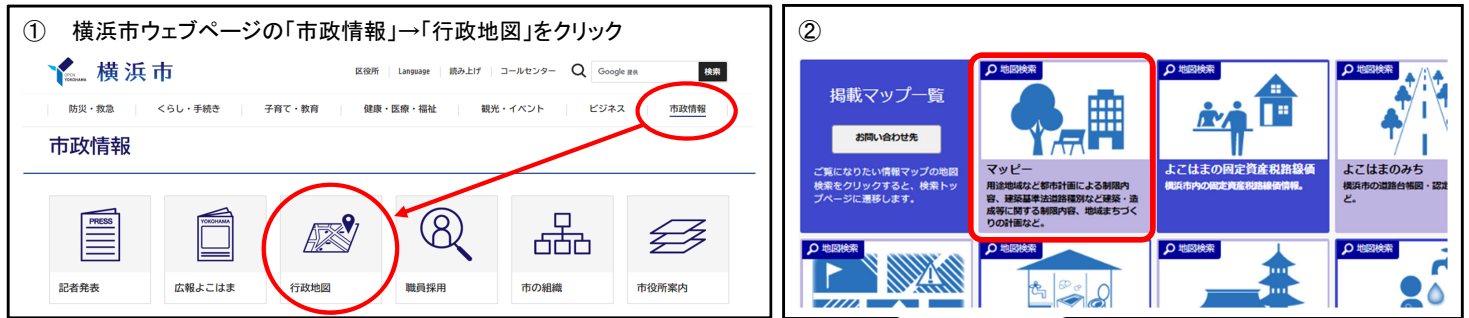 ① 横浜市ウェブページの「市政情報」→「行政地図」をクリック
OPEN YOKOHAMA
横浜市
区役所 Language 読み上げ コールセンター Google 提供 検索
防災・救急 くらし・手続き 子育て・教育 健康・医療・福祉 観光・イベント ビジネス 市政情報
市政情報
PRESS
YOKOHAMA
記者発表 広報よこはま 行政地図 職員採用 市の組織 市役所案内
②
掲載マップ一覧
お問い合わせ先
ご覧になりたい情報マップの地図
検索をクリックすると、検索トッ
プページに遷移します。
地図検索
マッピー
用途地域など都市計画による制限内
容、建築基準法道路種別など建築・造
成等に関する制限内容、地域まちづく
りの計画など。
地図検索
よこはまの固定資産税路線価
横浜市内の固定資産税路線価情報。
地図検索
よこはまのみち
横浜市の道路台帳図・認定
ど。
地図検索
地図検索
地図検索
地図検索